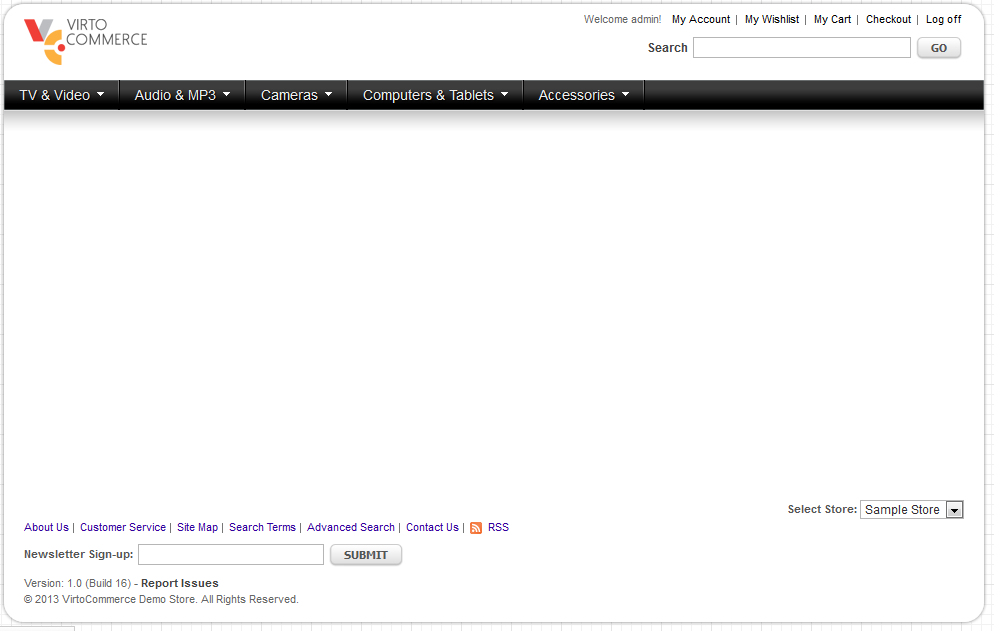 VIRTO
COMMERCE
Welcome admin! My Account | My Wishlist | My Cart | Checkout | Log off
Search GO
TV & Video Audio & MP3 Cameras Computers & Tablets Accessories
Select Store: Sample Store
About Us | Customer Service | Site Map | Search Terms | Advanced Search | Contact Us | RSS
Newsletter Sign-up: SUBMIT
Version: 1.0 (Build 16) - Report Issues
© 2013 VirtoCommerce Demo Store. All Rights Reserved.